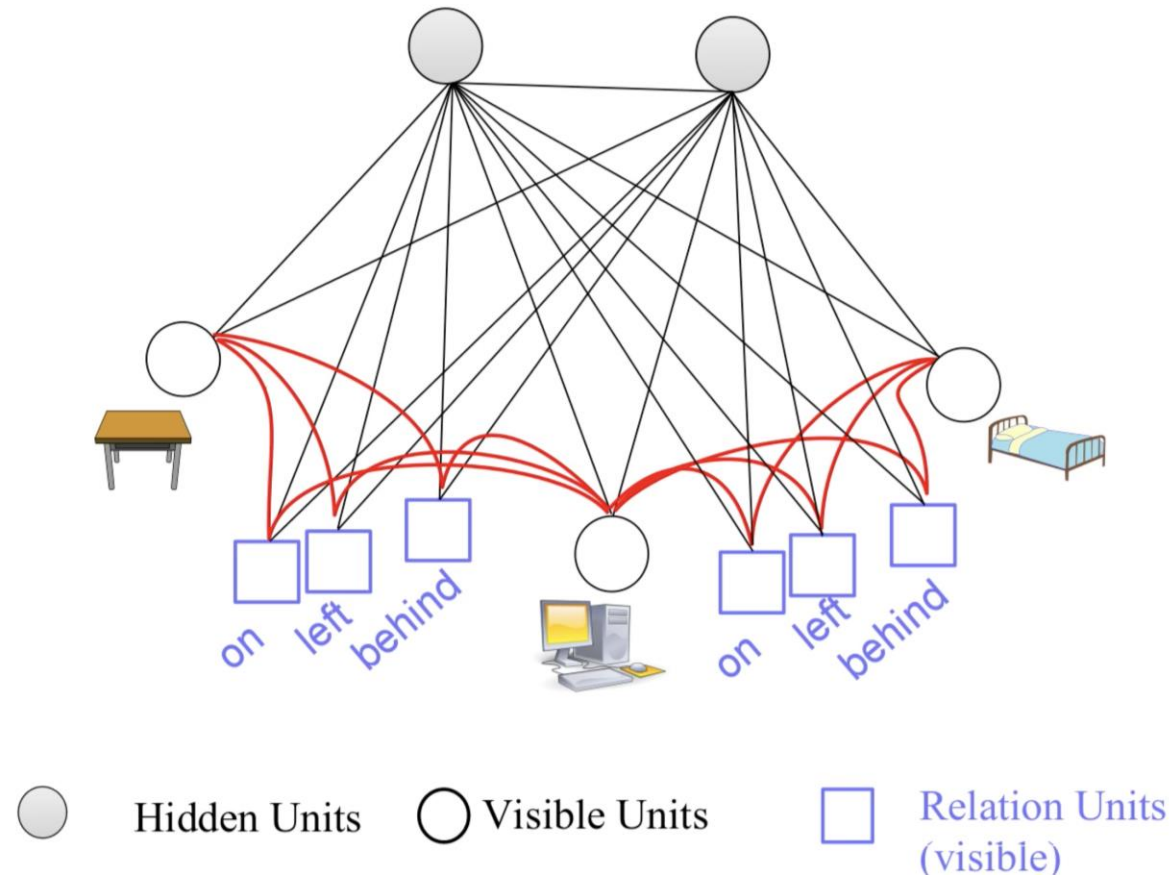 on
left
behind
on
left
behind
Hidden Units
Visible Units
Relation Units
(visible)